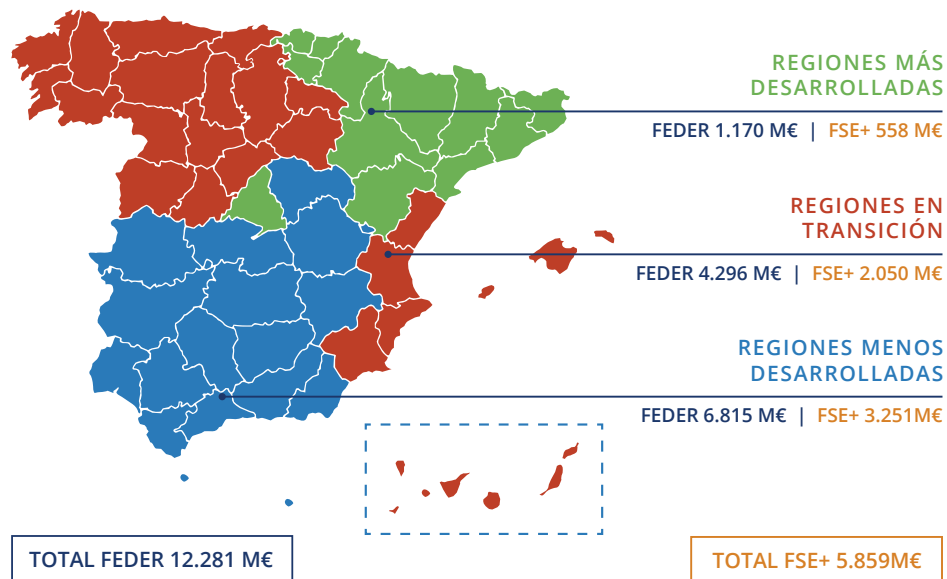 REGIONES MÁS
DESARROLLADAS
FEDER 1.170 M€ | FSE+ 558 M€
REGIONES EN
TRANSICIÓN
FEDER 4.296 M€ | FSE+ 2.050 M€
REGIONES MENOS
DESARROLLADAS
FEDER 6.815 M€ | FSE+ 3.251M€
TOTAL FEDER 12.281 M€
TOTAL FSE+ 5.859M€